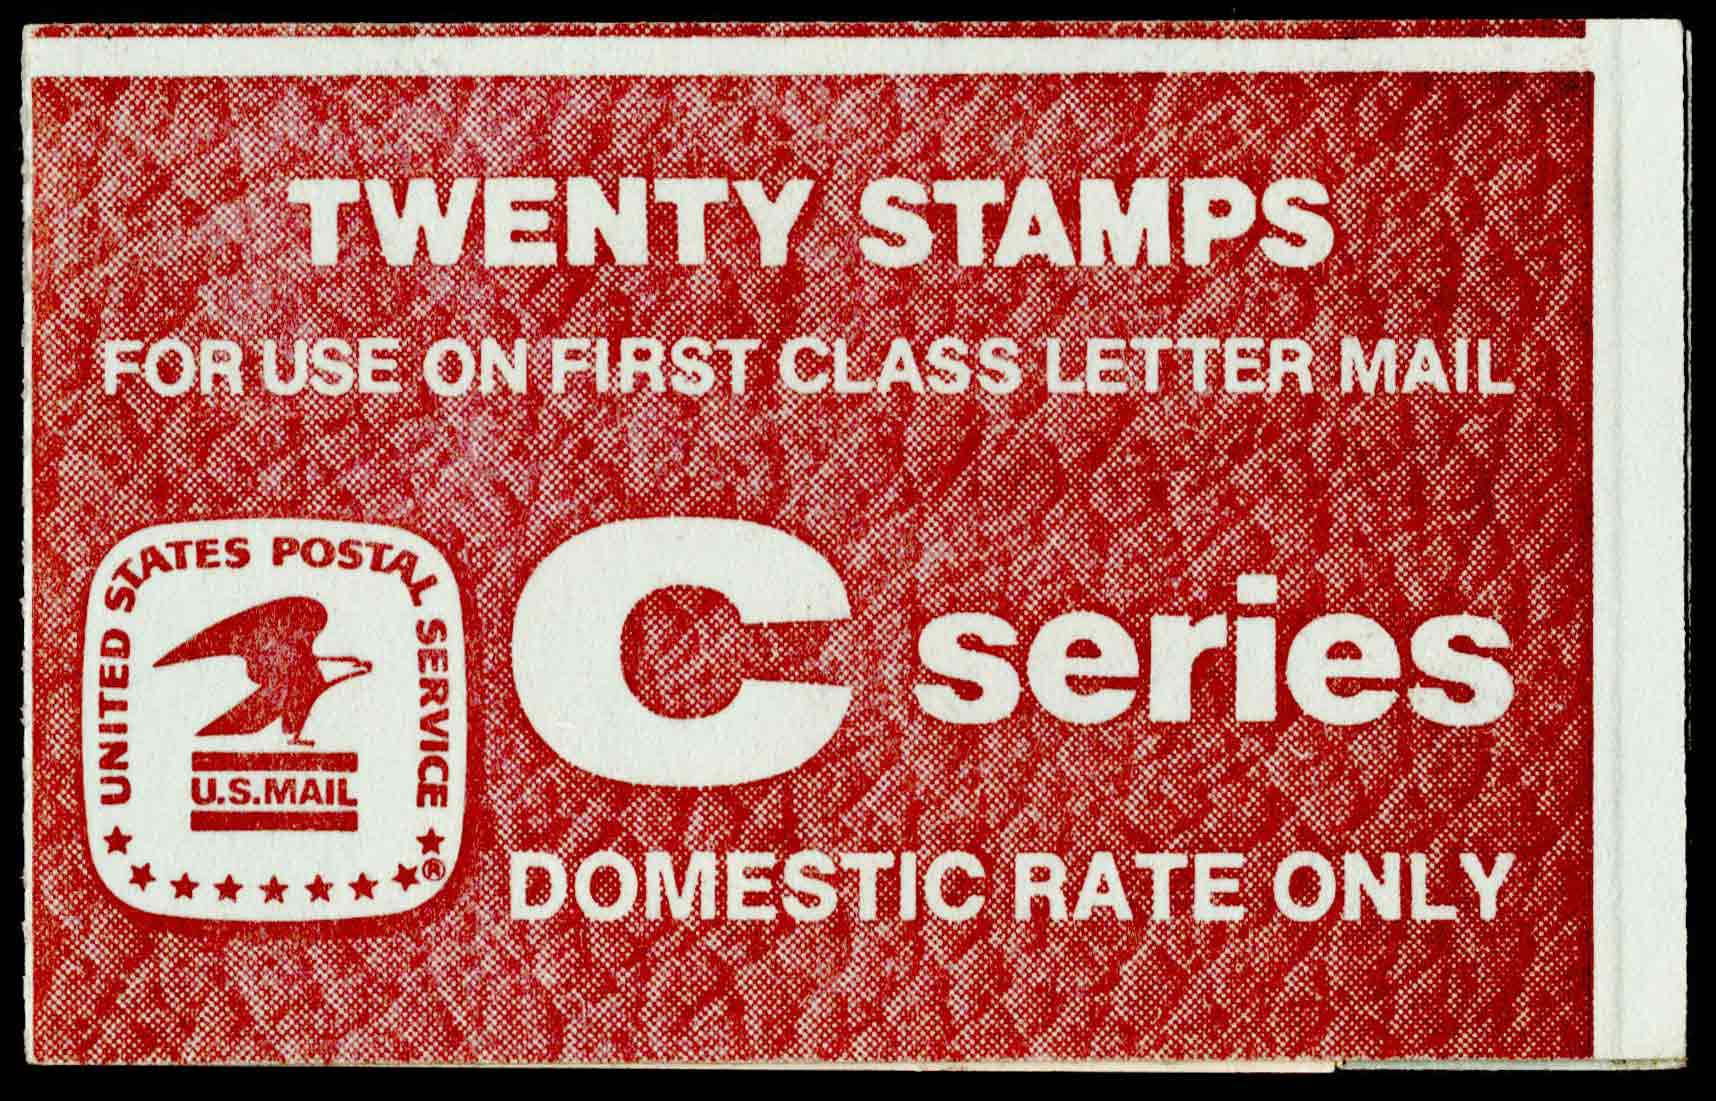 TWENTY STAMPS
FOR USE ON FIRST CLASS LETTER MAIL
UNITED STATES POSTAL SERVICE
U.S.MAIL
®
C series
DOMESTIC RATE ONLY